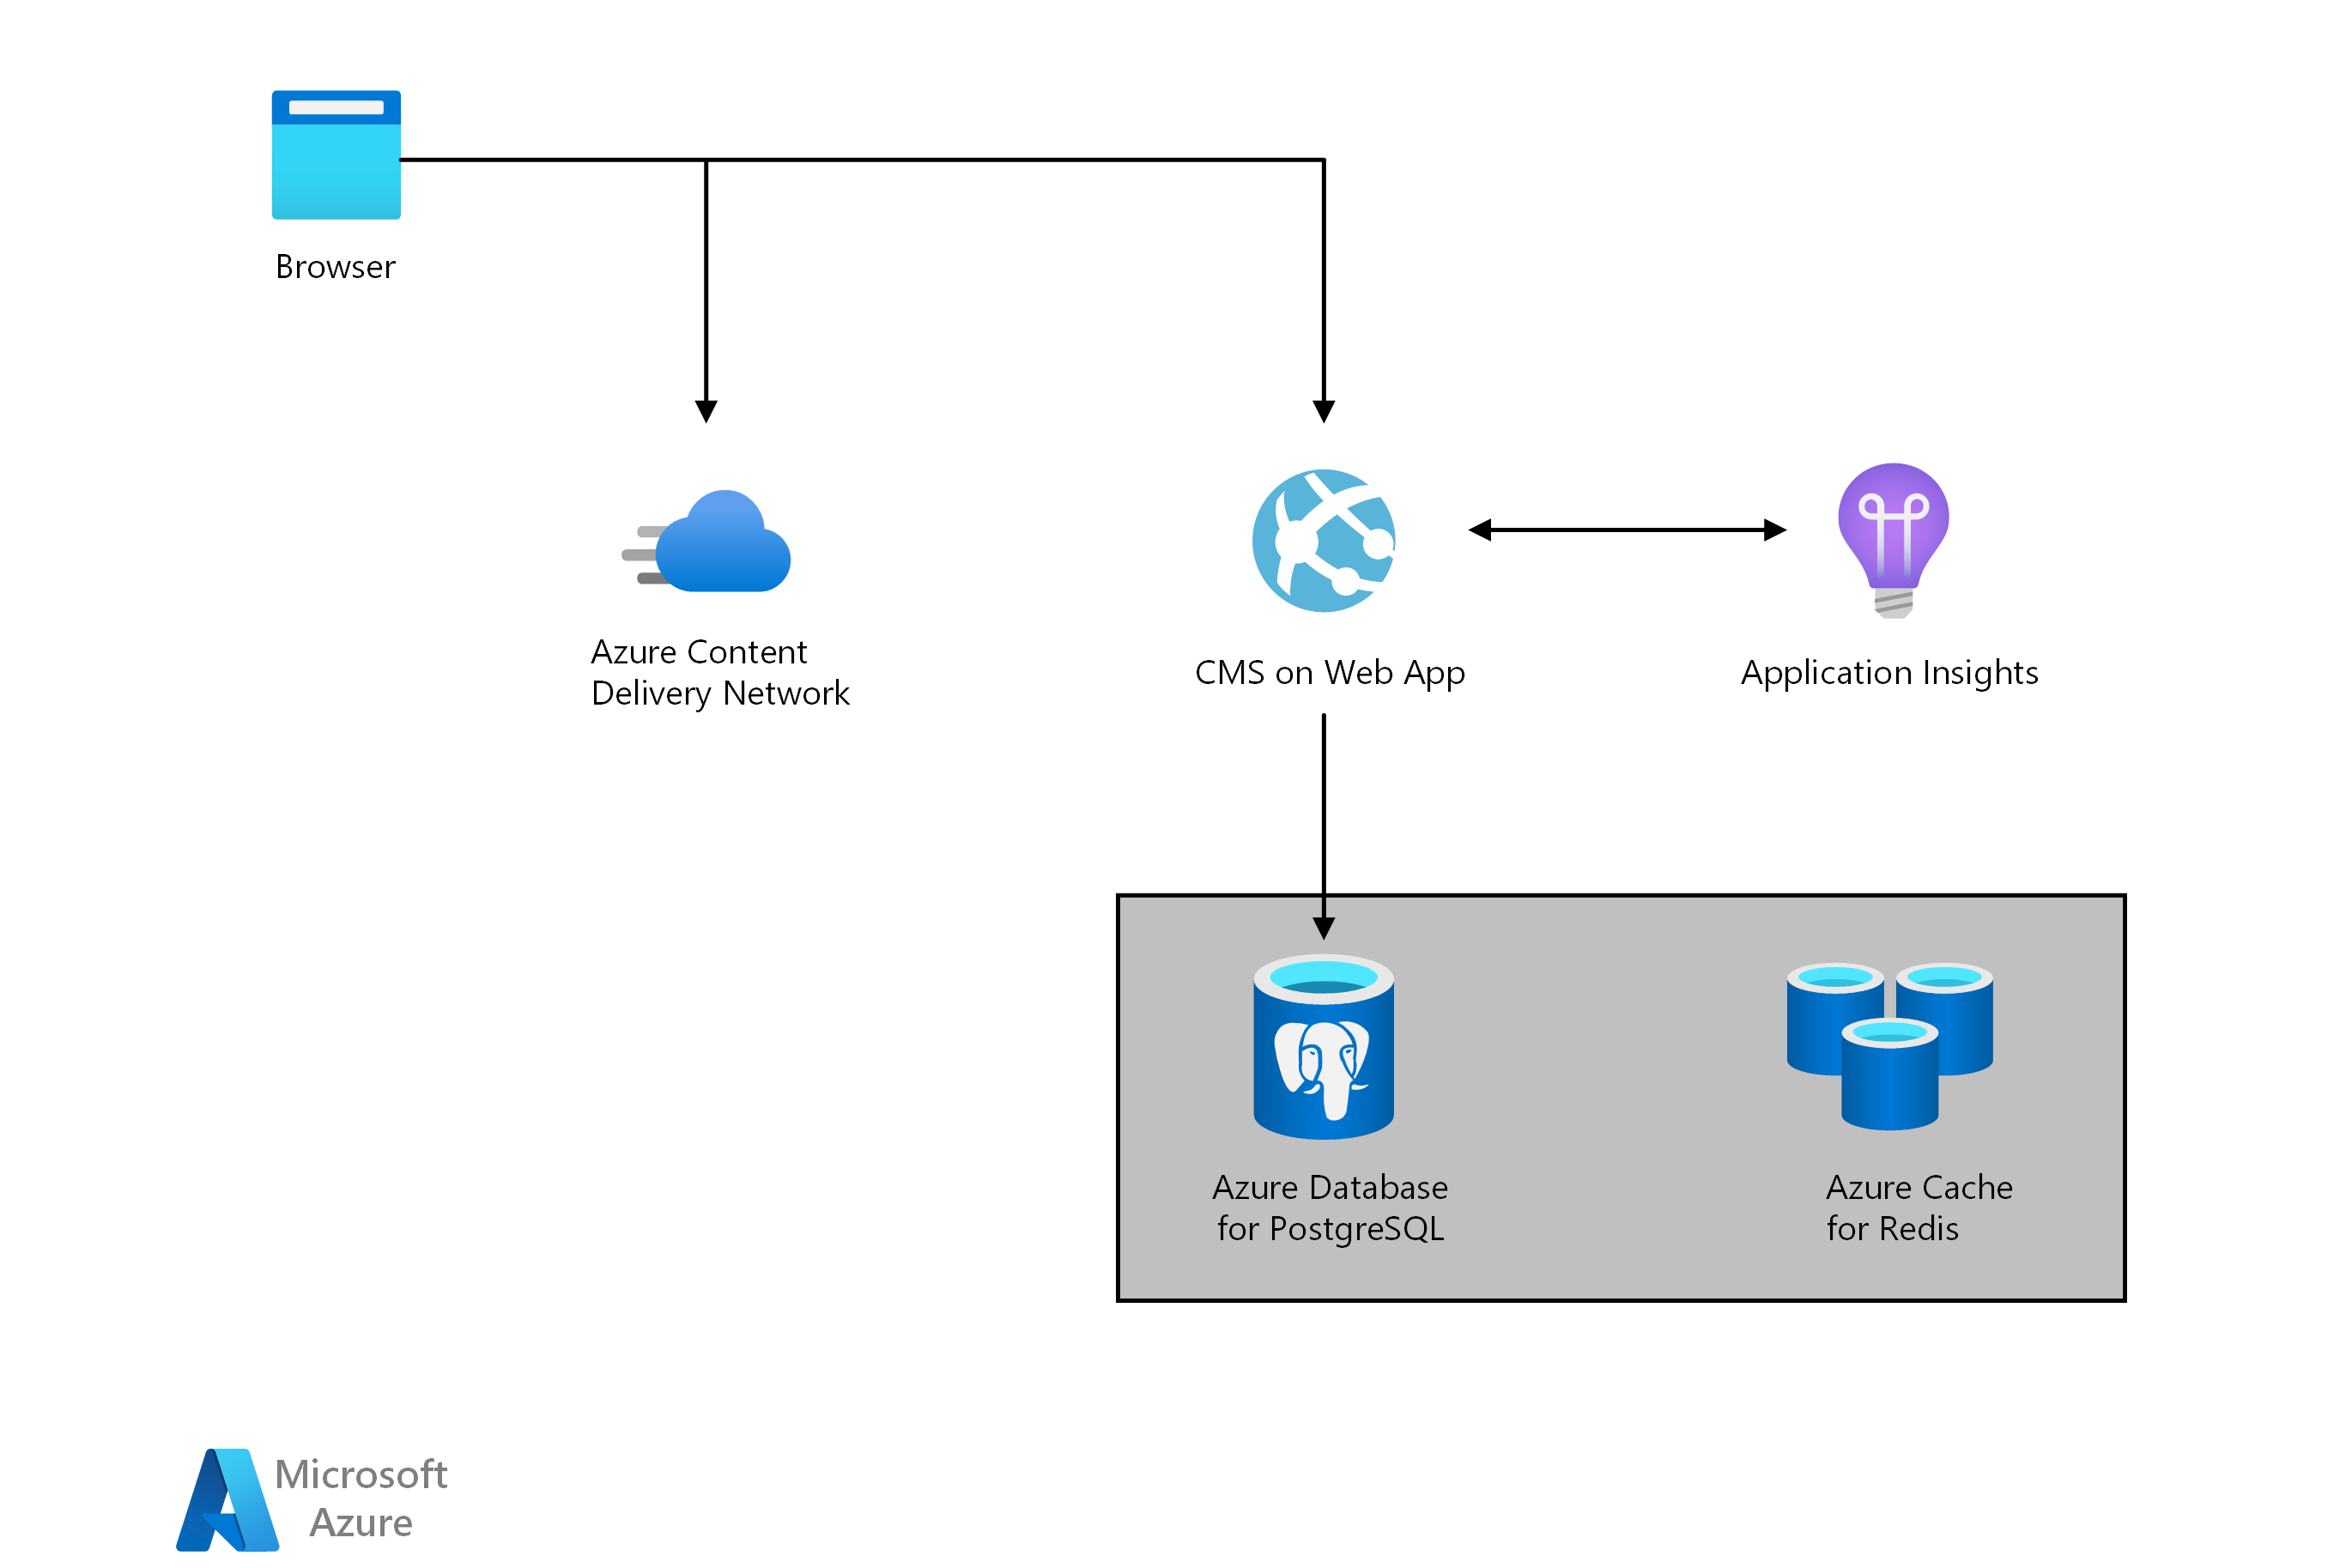 Browser
Azure Content
Delivery Network
CMS on Web App
Application Insights
Azure Database
for PostgreSQL
Azure Cache
for Redis
Microsoft
Azure